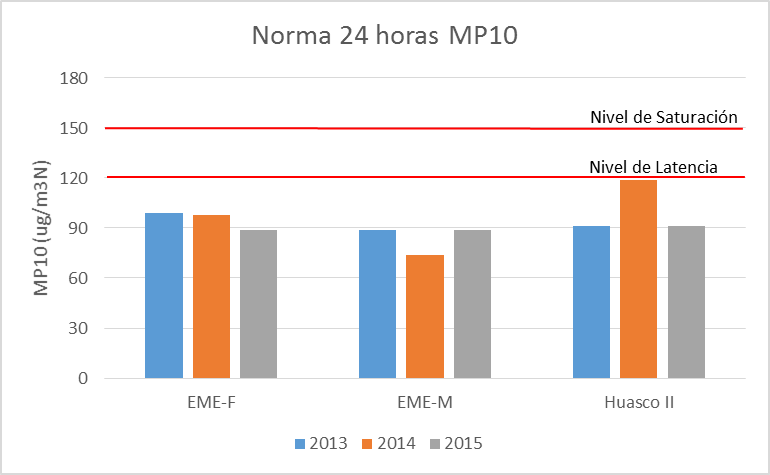 Norma 24 horas MP10
MP10 (ug/m3N)
180
150
120
90
60
30
0
Nivel de Saturación
Nivel de Latencia
EME-F EME-M Huasco II
2013 2014 2015